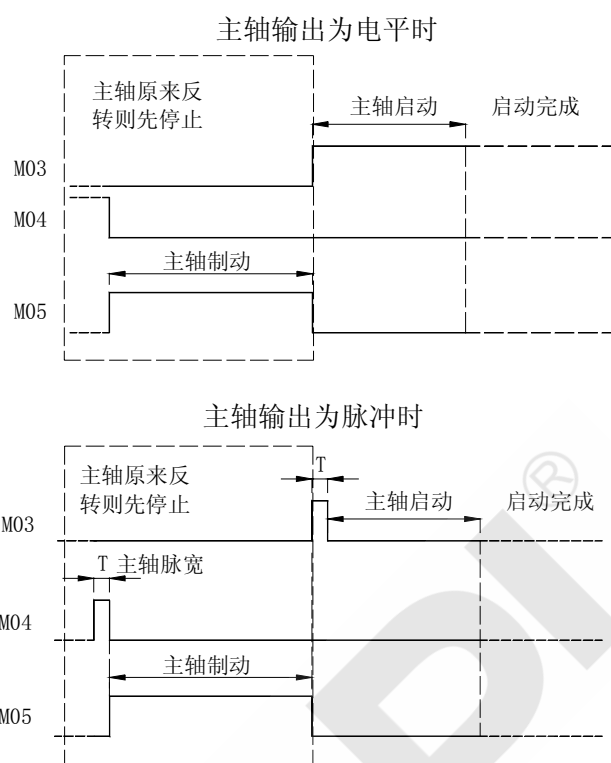 主轴输出为电平时
主轴原来反
转则先停止
主轴启动
启动完成
M03
M04
主轴制动
M05
主轴输出为脉冲时
主轴原来反
转则先停止
T
主轴启动
启动完成
M03
T 主轴脉宽
M04
主轴制动
M05
®